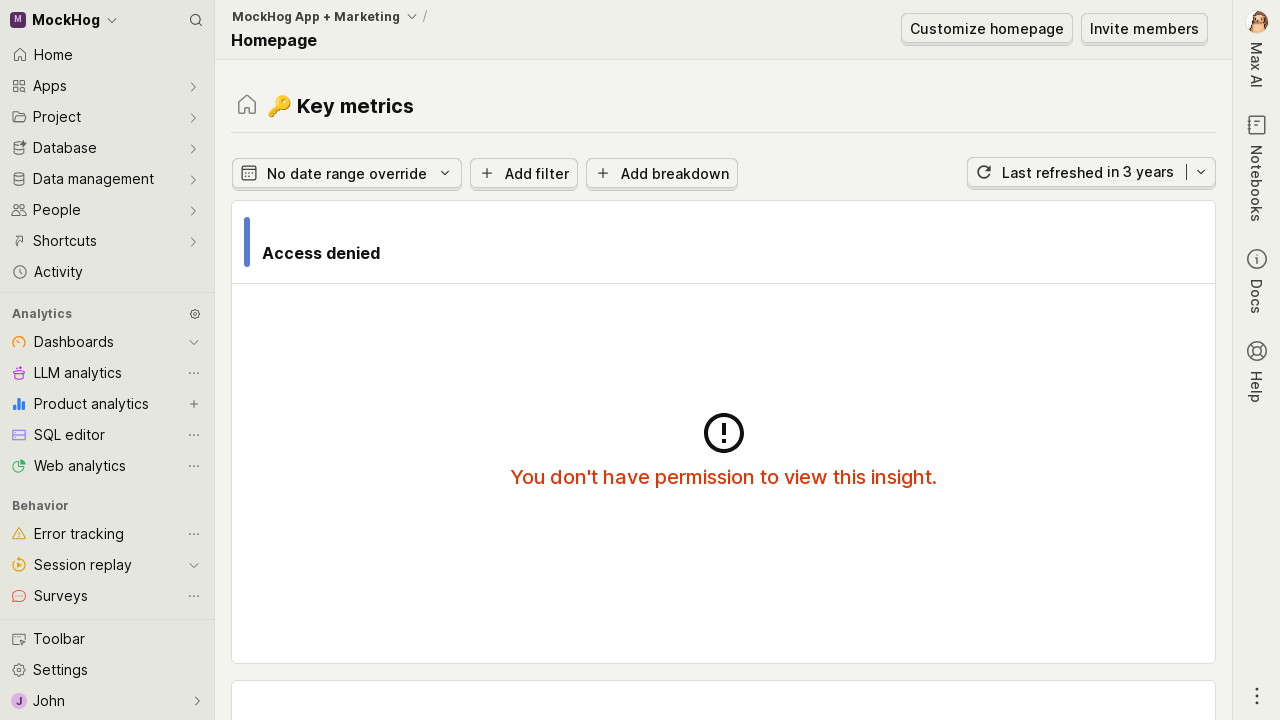 M MockHog
Home
Apps
Project
Database
Data management
People
Shortcuts
Activity
Analytics
Dashboards
LLM analytics
Product analytics
SQL editor
Web analytics
Behavior
Error tracking
Session replay
Surveys
Toolbar
Settings
J John
MockHog App + Marketing /
Homepage
Customize homepage
Invite members
🔑 Key metrics
No date range override
Add filter
Add breakdown
Last refreshed in 3 years
Access denied
You don't have permission to view this insight.
Max AI
Notebooks
Docs
Help